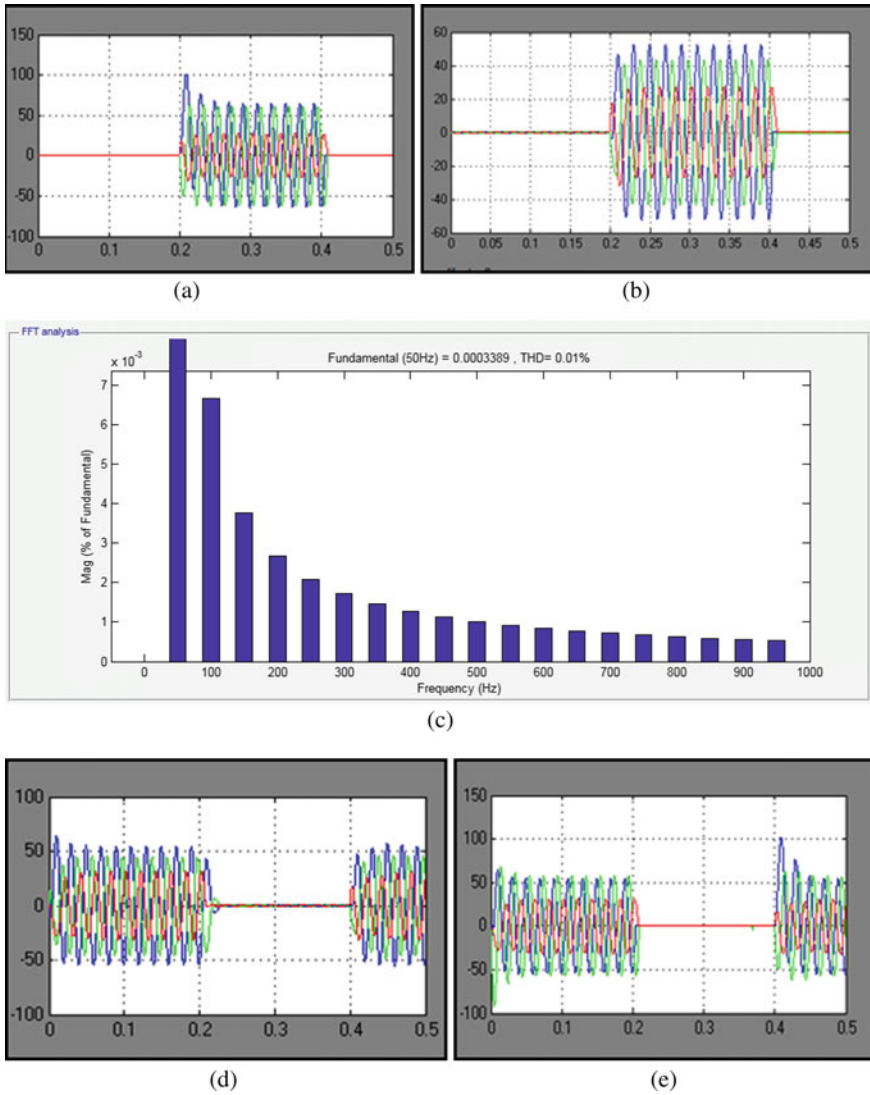 150
100
50
0
-50
-100
0 0.1 0.2 0.3 0.4 0.5
(a)
60
40
20
0
-20
-40
-60
0 0.05 0.1 0.15 0.2 0.25 0.3 0.35 0.4 0.45 0.5
(b)
FFT analysis
x 10-3
Fundamental (50Hz) = 0.0003389 , THD= 0.01%
Mag (% of Fundamental)
7
6
5
4
3
2
1
0
0 100 200 300 400 500 600 700 800 900 1000
Frequency (Hz)
(c)
100
50
0
-50
-100
0 0.1 0.2 0.3 0.4 0.5
(d)
150
100
50
0
-50
-100
0 0.1 0.2 0.3 0.4 0.5
(e)